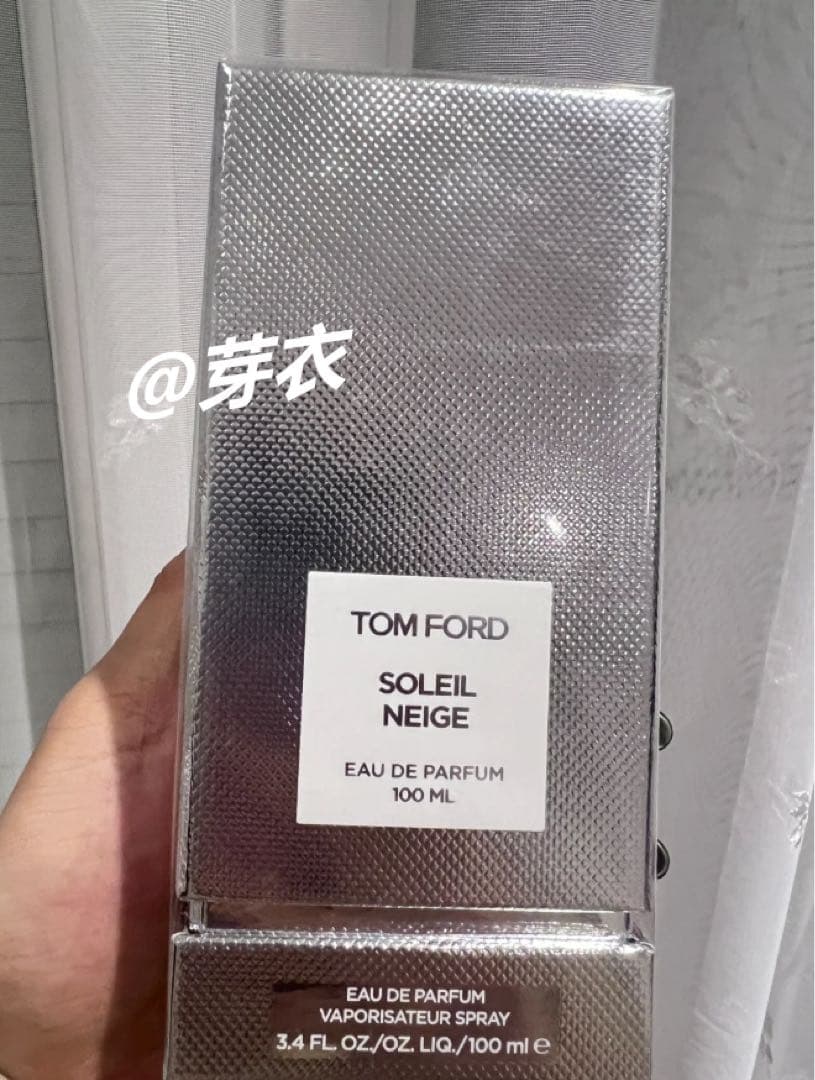 @芽衣
TOM FORD
SOLEIL
NEIGE
EAU DE PARFUM
100 ML
EAU DE PARFUM
VAPORISATEUR SPRAY
3.4 FL. OZ./OZ. LIQ./100 ml ℮